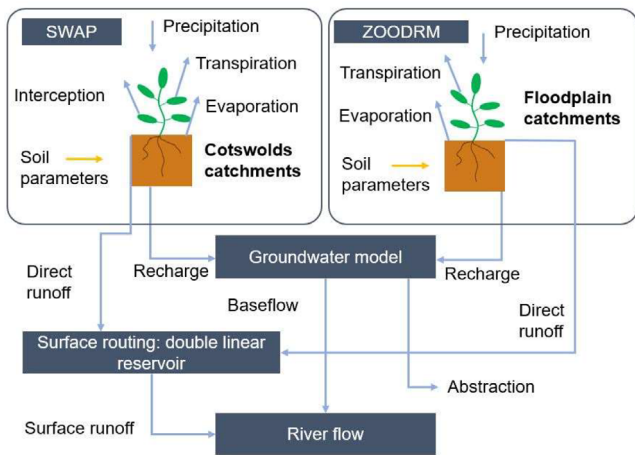 SWAP
Precipitation
Transpiration
Interception
Evaporation
Cotswolds
catchments
Soil
parameters
ZOODRM
Precipitation
Transpiration
Evaporation
Floodplain
catchments
Soil
parameters
Direct
runoff
Recharge
Groundwater model
Recharge
Baseflow
Direct
runoff
Surface routing: double linear
reservoir
Abstraction
Surface runoff
River flow